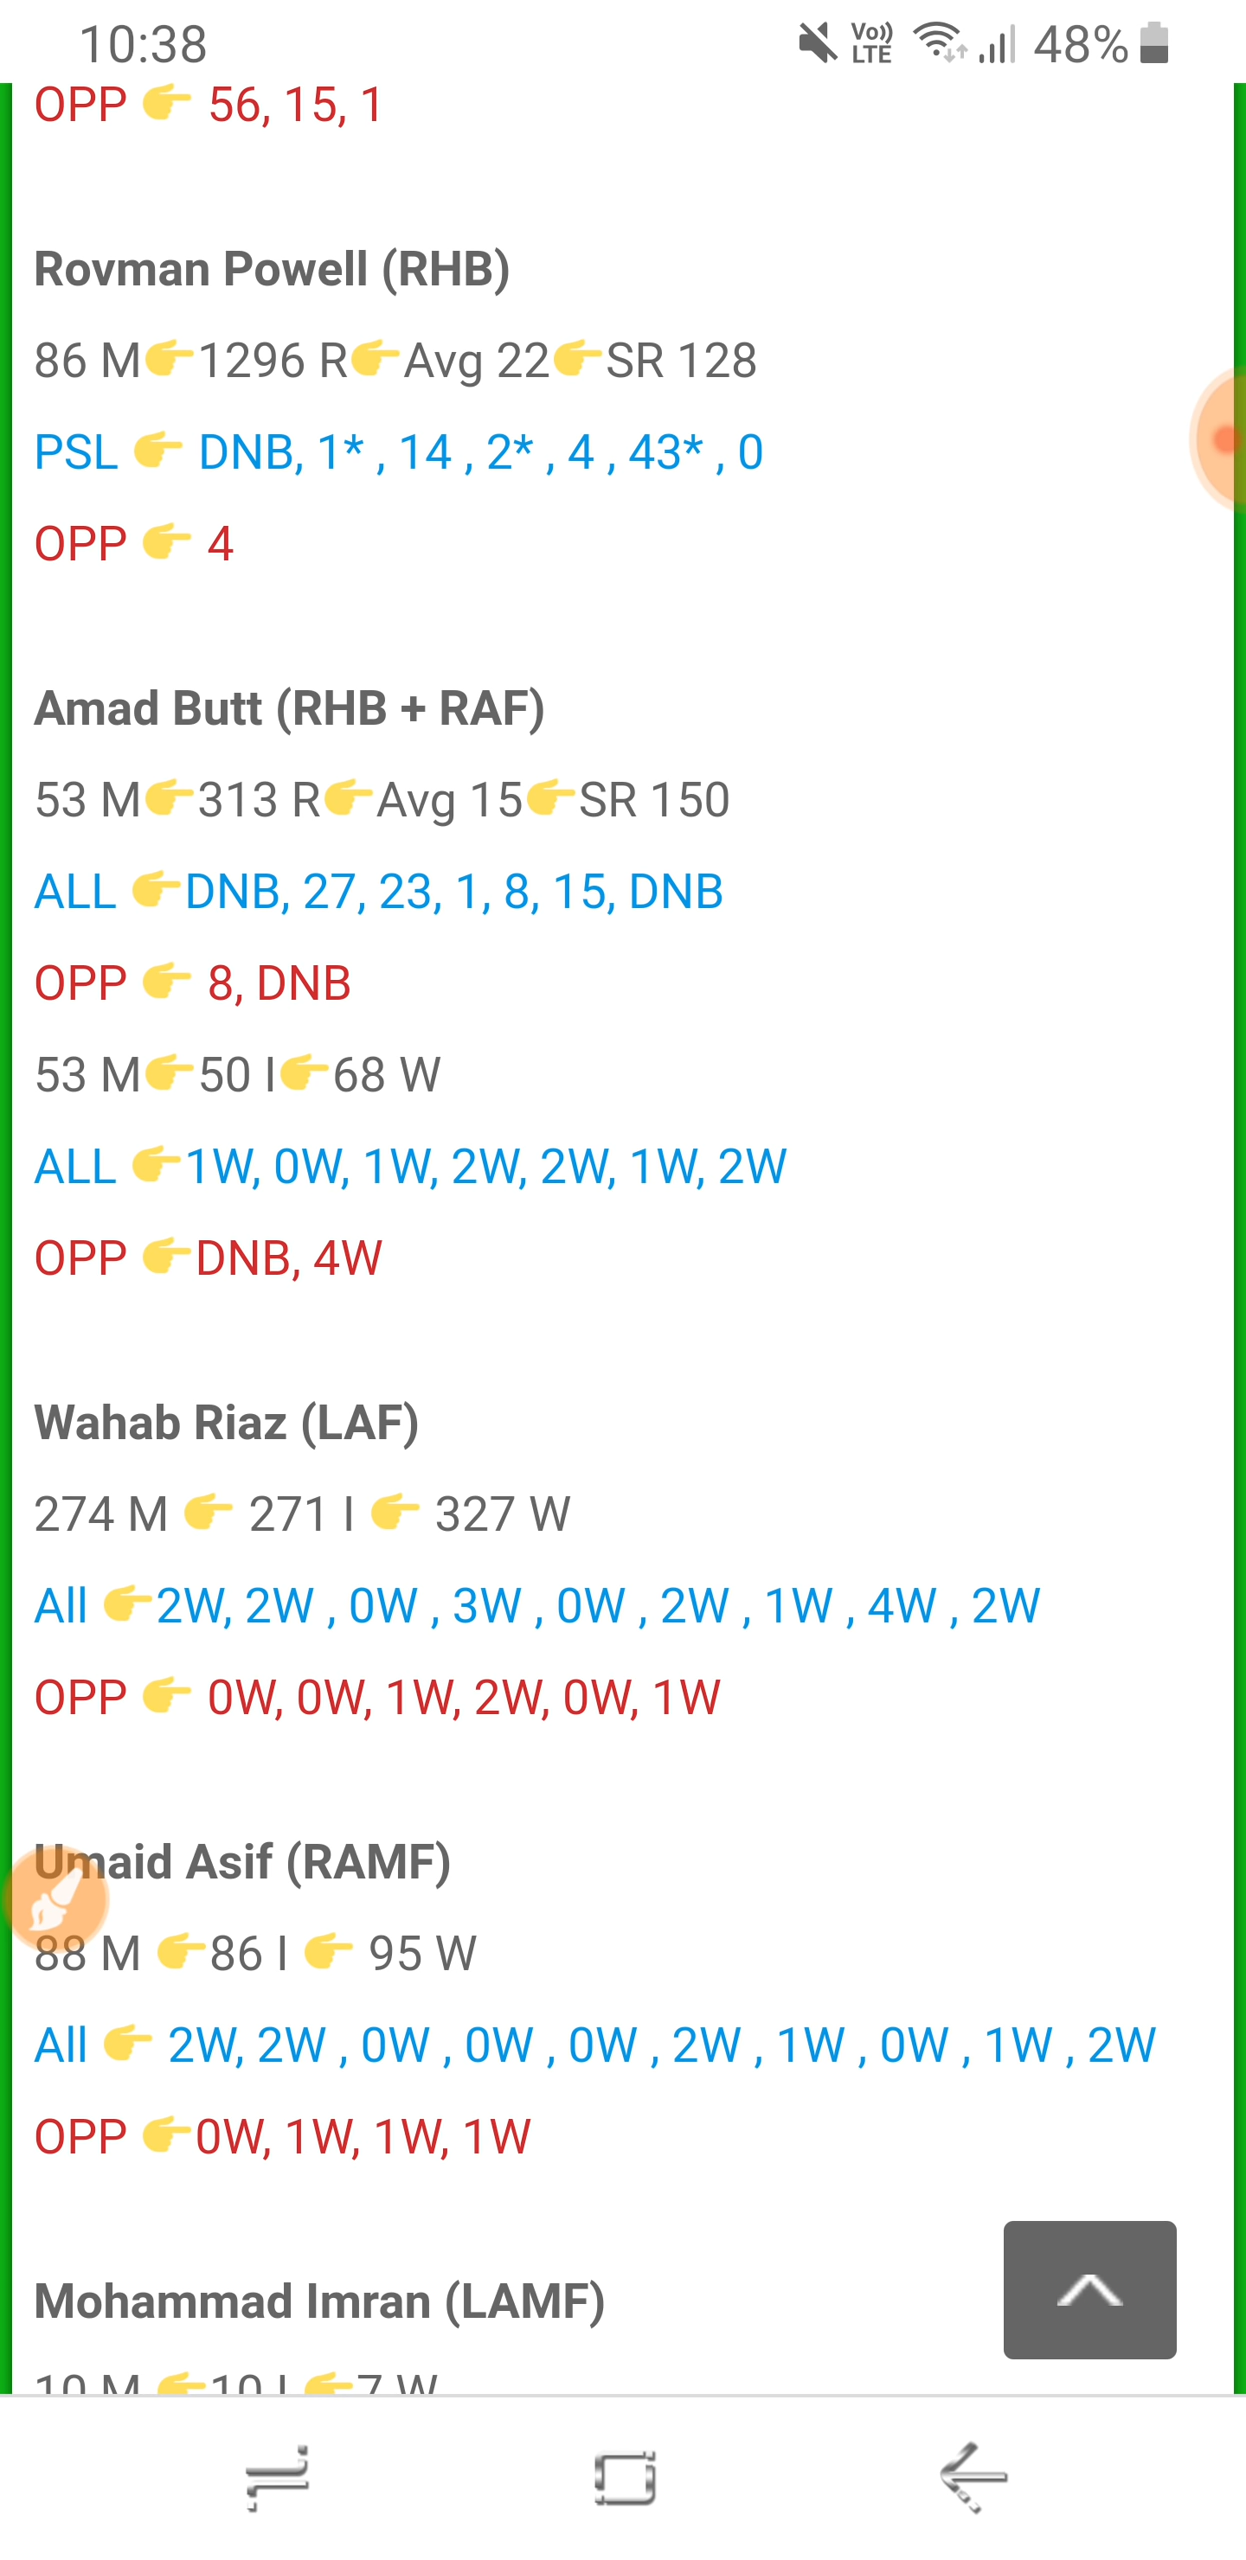 10:38 Vo)) LTE 48%
OPP 👉 56, 15, 1
Rovman Powell (RHB)
86 M👉1296 R👉Avg 22👉SR 128
PSL 👉 DNB, 1* , 14 , 2* , 4 , 43* , 0
OPP 👉 4
Amad Butt (RHB + RAF)
53 M👉313 R👉Avg 15👉SR 150
ALL 👉DNB, 27, 23, 1, 8, 15, DNB
OPP 👉 8, DNB
53 M👉50 I👉68 W
ALL 👉1W, 0W, 1W, 2W, 2W, 1W, 2W
OPP 👉DNB, 4W
Wahab Riaz (LAF)
274 M 👉 271 I 👉 327 W
All 👉2W, 2W , 0W , 3W , 0W , 2W , 1W , 4W , 2W
OPP 👉 0W, 0W, 1W, 2W, 0W, 1W
Umaid Asif (RAMF)
88 M 👉86 I 👉 95 W
All 👉 2W, 2W , 0W , 0W , 0W , 2W , 1W , 0W , 1W , 2W
OPP 👉0W, 1W, 1W, 1W
Mohammad Imran (LAMF)
10 M 👉10 I 👉7 W